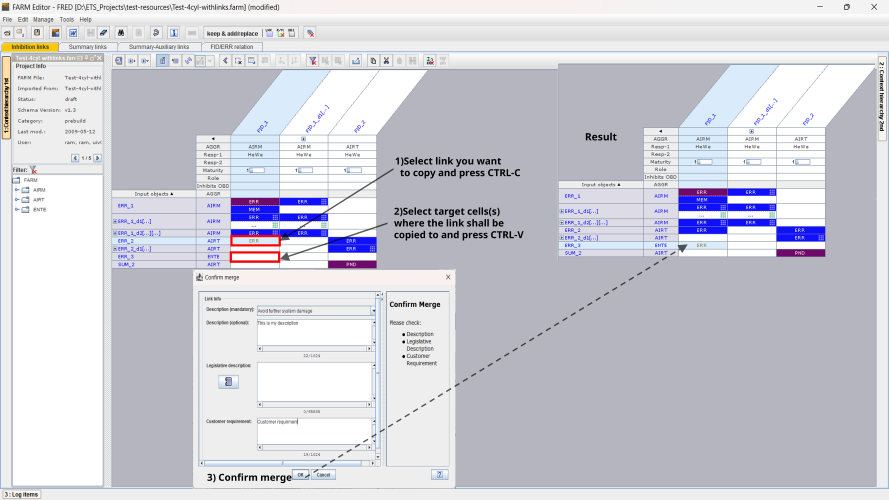 FARM Editor - FRED [D:\ETS_Projects\test-resources\Test-4cyl-withlinks.farm] (modified)
File Edit Manage Tools Help
keep & add/replace
Inhibition links
Summary links
Summary-Auxiliary links
FID/ERR relation
1: Context hierarchy 1st
Test-4cyl-withlinks.far
Project Info
FARM File: Test-4cyl-withl
Imported From: Test-4cyl-withl
Status: draft
Schema Version: v1.3
Category: prebuild
Last mod.: 2009-05-12
User: ram, ram, uiv
1 / 5
Filter:
FARM
AIRM
AIRT
ENTE
FID_1
FID_1_d1[...]
FID_2
AGGR AIRM AIRM AIRT
Resp-1 HeWe HeWe HeWe
Resp-2
Maturity 1 1 1
Role
Inhibits OBD
Input objects AGGR
ERR_1 AIRM ERR ERR
MEM
ERR_1_d1[...] AIRM ERR ERR
... ...
ERR_1_d2[...][...] AIRM ERR ERR
ERR_2 AIRT ERR ERR
ERR_2_d1[...] AIRT ERR
ERR_3 ENTE
SUM_2 AIRT PND
1)Select link you want
to copy and press CTRL-C
2)Select target cells(s)
where the link shall be
copied to and press CTRL-V
Confirm merge
Link Info
Description (mandatory): Avoid further system damage
Description (optional): This is my description
22/1024
Legislative description:
Customer requirement: Customer requirment
19/1024
OK
Cancel
Confirm Merge
Please check:
Description
Legislative
Description
Customer
Requirement
3) Confirm merge
Result
FID_1
FID_1_d1[...]
FID_2
AGGR AIRM AIRM AIRT
Resp-1 HeWe HeWe HeWe
Resp-2
Maturity 1 1 1
Role
Inhibits OBD
Input objects AGGR
ERR_1 AIRM ERR ERR
MEM
ERR_1_d1[...] AIRM ERR ERR
... ...
ERR_1_d2[...][...] AIRM ERR ERR
ERR_2 AIRT ERR ERR
ERR_2_d1[...] AIRT ERR
ERR_3 ENTE ERR
SUM_2 AIRT PND
2 : Context hierarchy 2nd
3 : Log items